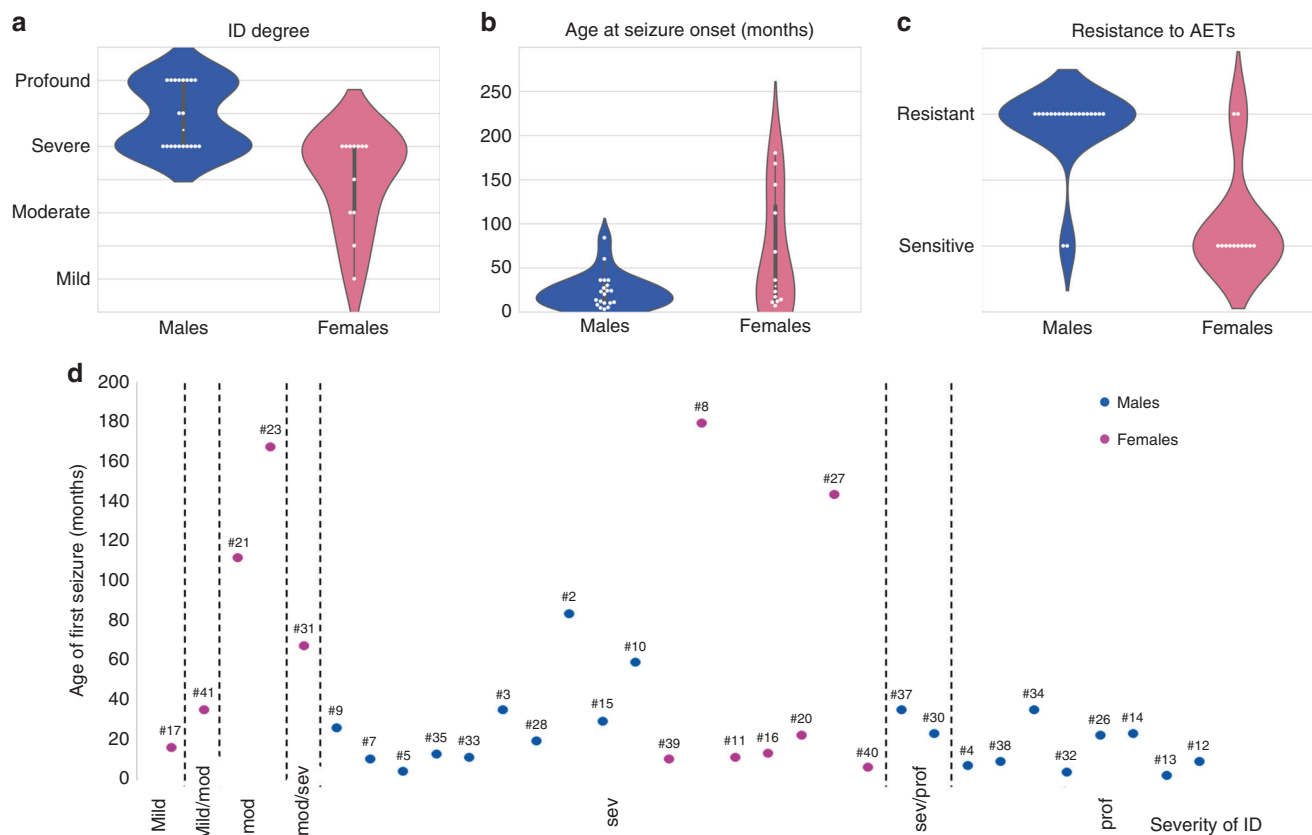 a
ID degree
Profound
Severe
Moderate
Mild
Males
Females
b
Age at seizure onset (months)
250
200
150
100
50
0
Males
Females
c
Resistance to AETs
Resistant
Sensitive
Males
Females
d
Age of first seizure (months)
200
180
160
140
120
100
80
60
40
20
0
#17
#41
#21
#23
#31
#9
#7
#5
#35
#33
#3
#28
#2
#15
#10
#39
#8
#11
#16
#20
#27
#40
#37
#30
#4
#38
#34
#32
#26
#14
#13
#12
Males
Females
Mild
Mild/mod
mod
mod/sev
sev
sev/prof
prof
Severity of ID